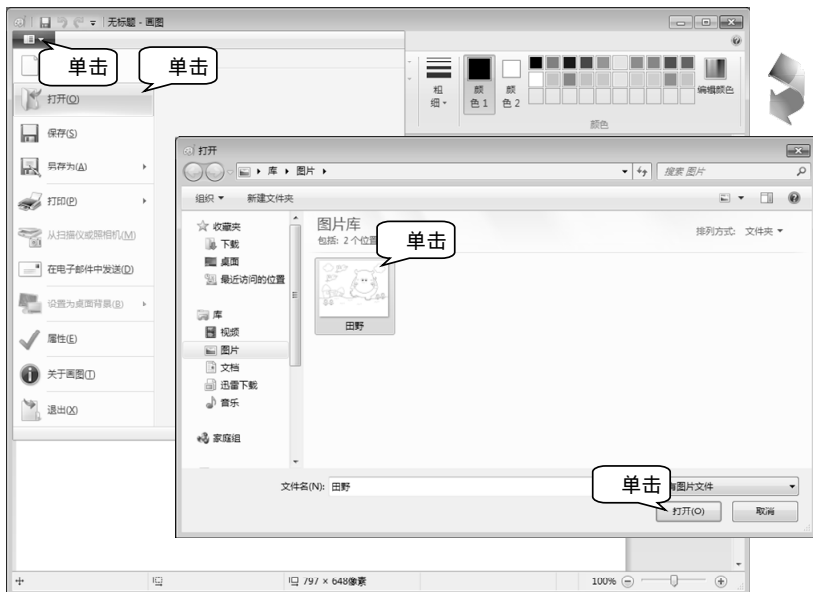 无标题 - 画图
单击
单击
打开(O)
保存(S)
另存为(A)
打印(P)
从扫描仪或照相机(M)
在电子邮件中发送(D)
设置为桌面背景(B)
属性(E)
关于画图(T)
退出(X)
粗
细
颜
色 1
颜
色 2
编辑颜色
颜色
打开
库
图片
搜索 图片
组织
新建文件夹
收藏夹
下载
桌面
最近访问的位置
库
视频
图片
文档
迅雷下载
音乐
家庭组
图片库
包括: 2 个位置
单击
排列方式: 文件夹
田野
文件名(N): 田野
单击
图片文件
打开(O)
取消
797 × 648像素
100%